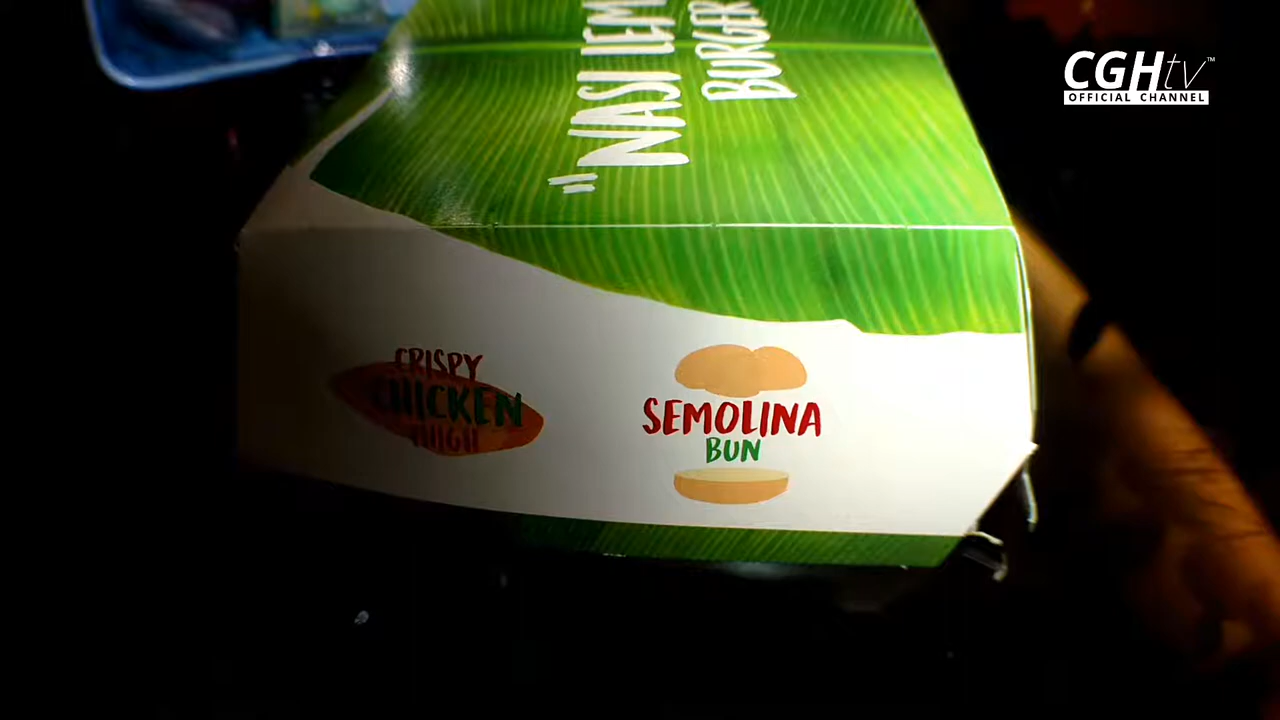 "NASI LEM
BURGER
CRISPY
CHICKEN
THIGH
SEMOLINA
BUN
CGHtv™
OFFICIAL CHANNEL